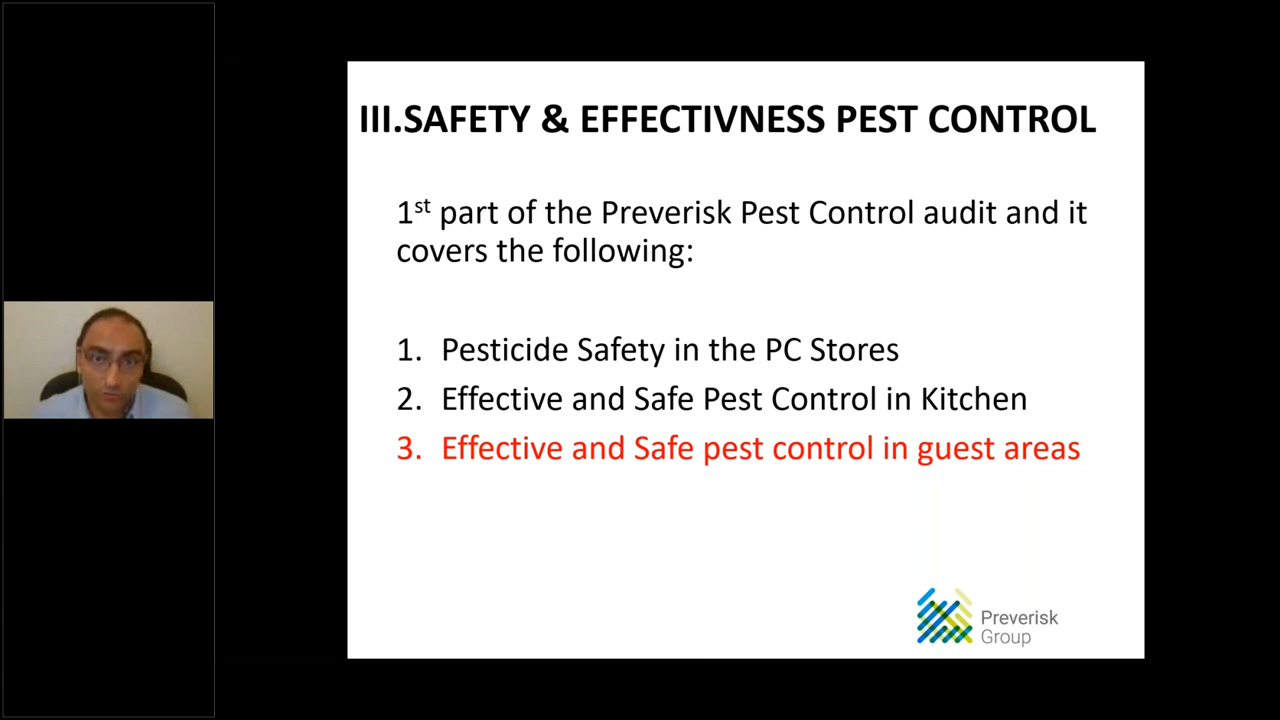 III.SAFETY & EFFECTIVNESS PEST CONTROL
1st part of the Preverisk Pest Control audit and it
covers the following:
1. Pesticide Safety in the PC Stores
2. Effective and Safe Pest Control in Kitchen
3. Effective and Safe pest control in guest areas
Preverisk
Group